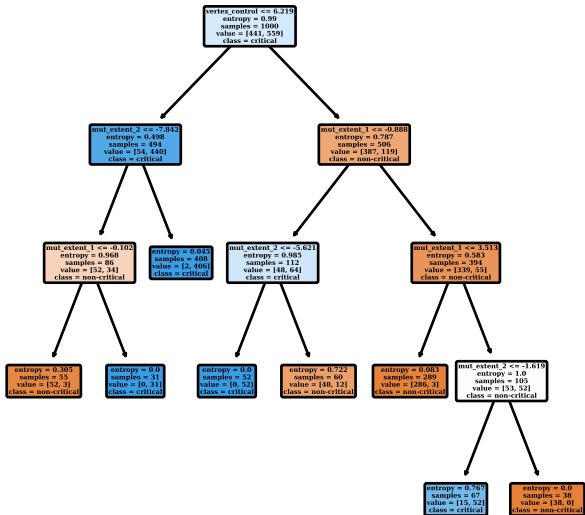 vertex_control <= 6.219
entropy = 0.99
samples = 1000
value = [441, 559]
class = critical
mut_extent_2 <= -7.842
entropy = 0.498
samples = 494
value = [54, 440]
class = critical
mut_extent_1 <= -0.888
entropy = 0.787
samples = 506
value = [387, 119]
class = non-critical
mut_extent_1 <= -0.102
entropy = 0.968
samples = 86
value = [52, 34]
class = non-critical
entropy = 0.045
samples = 408
value = [2, 406]
class = critical
mut_extent_2 <= -5.621
entropy = 0.985
samples = 112
value = [48, 64]
class = critical
mut_extent_1 <= 3.513
entropy = 0.583
samples = 394
value = [339, 55]
class = non-critical
entropy = 0.305
samples = 55
value = [52, 3]
class = non-critical
entropy = 0.0
samples = 31
value = [0, 31]
class = critical
entropy = 0.0
samples = 52
value = [0, 52]
class = critical
entropy = 0.722
samples = 60
value = [48, 12]
class = non-critical
entropy = 0.083
samples = 289
value = [286, 3]
class = non-critical
mut_extent_2 <= -1.619
entropy = 1.0
samples = 105
value = [53, 52]
class = non-critical
entropy = 0.767
samples = 67
value = [15, 52]
class = critical
entropy = 0.0
samples = 38
value = [38, 0]
class = non-critical